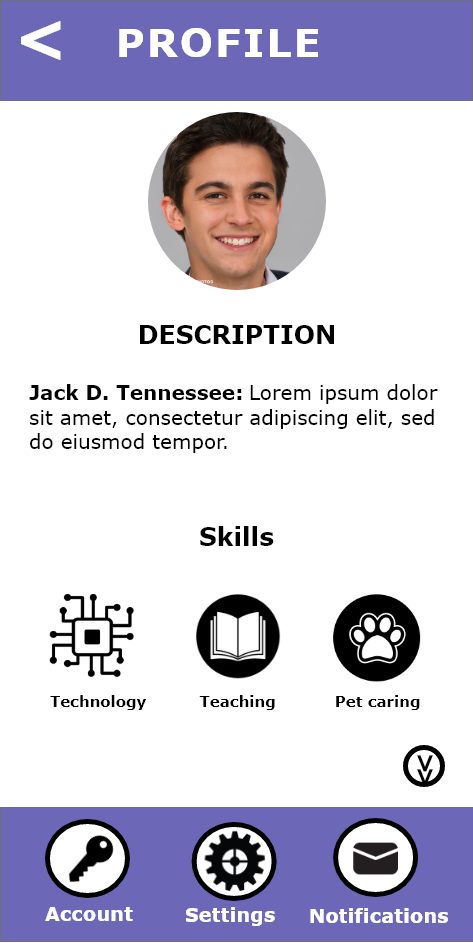 < PROFILE
DESCRIPTION
Jack D. Tennessee: Lorem ipsum dolor
sit amet, consectetur adipiscing elit, sed
do eiusmod tempor.
Skills
Technology Teaching Pet caring
Account Settings Notifications